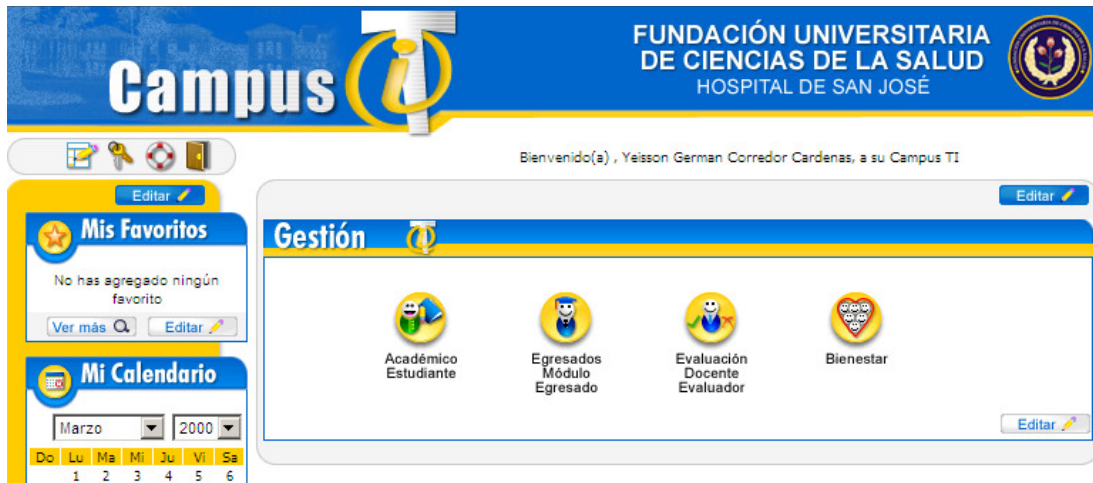 Campus TI
FUNDACIÓN UNIVERSITARIA
DE CIENCIAS DE LA SALUD
HOSPITAL DE SAN JOSÉ
Bienvenido(a) , Yeisson German Corredor Cardenas, a su Campus TI
Editar
Mis Favoritos
No has agregado ningún
favorito
Ver más
Editar
Mi Calendario
Marzo
2000
Do Lu Ma Mi Ju Vi Sa
1 2 3 4 5 6
Editar
Gestión
Académico
Estudiante
Egresados
Módulo
Egresado
Evaluación
Docente
Evaluador
Bienestar
Editar